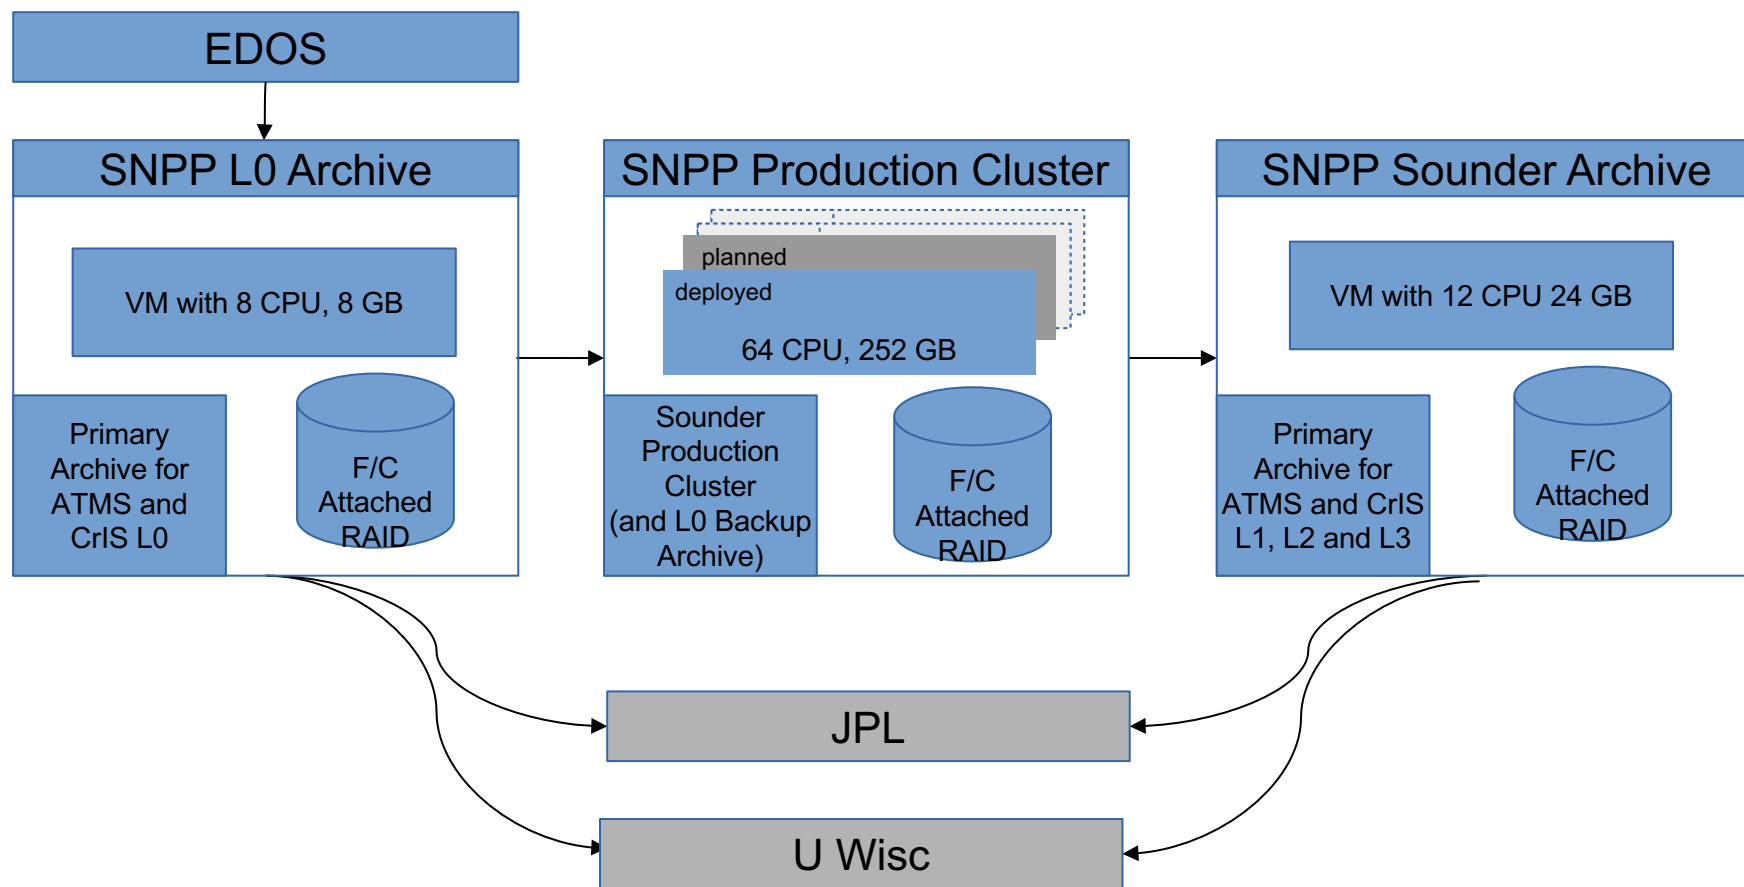 EDOS
SNPP L0 Archive
VM with 8 CPU, 8 GB
Primary
Archive for
ATMS and
CrIS L0
F/C
Attached
RAID
SNPP Production Cluster
planned
deployed
64 CPU, 252 GB
Sounder
Production
Cluster
(and L0 Backup
Archive)
F/C
Attached
RAID
SNPP Sounder Archive
VM with 12 CPU 24 GB
Primary
Archive for
ATMS and CrIS
L1, L2 and L3
F/C
Attached
RAID
JPL
U Wisc